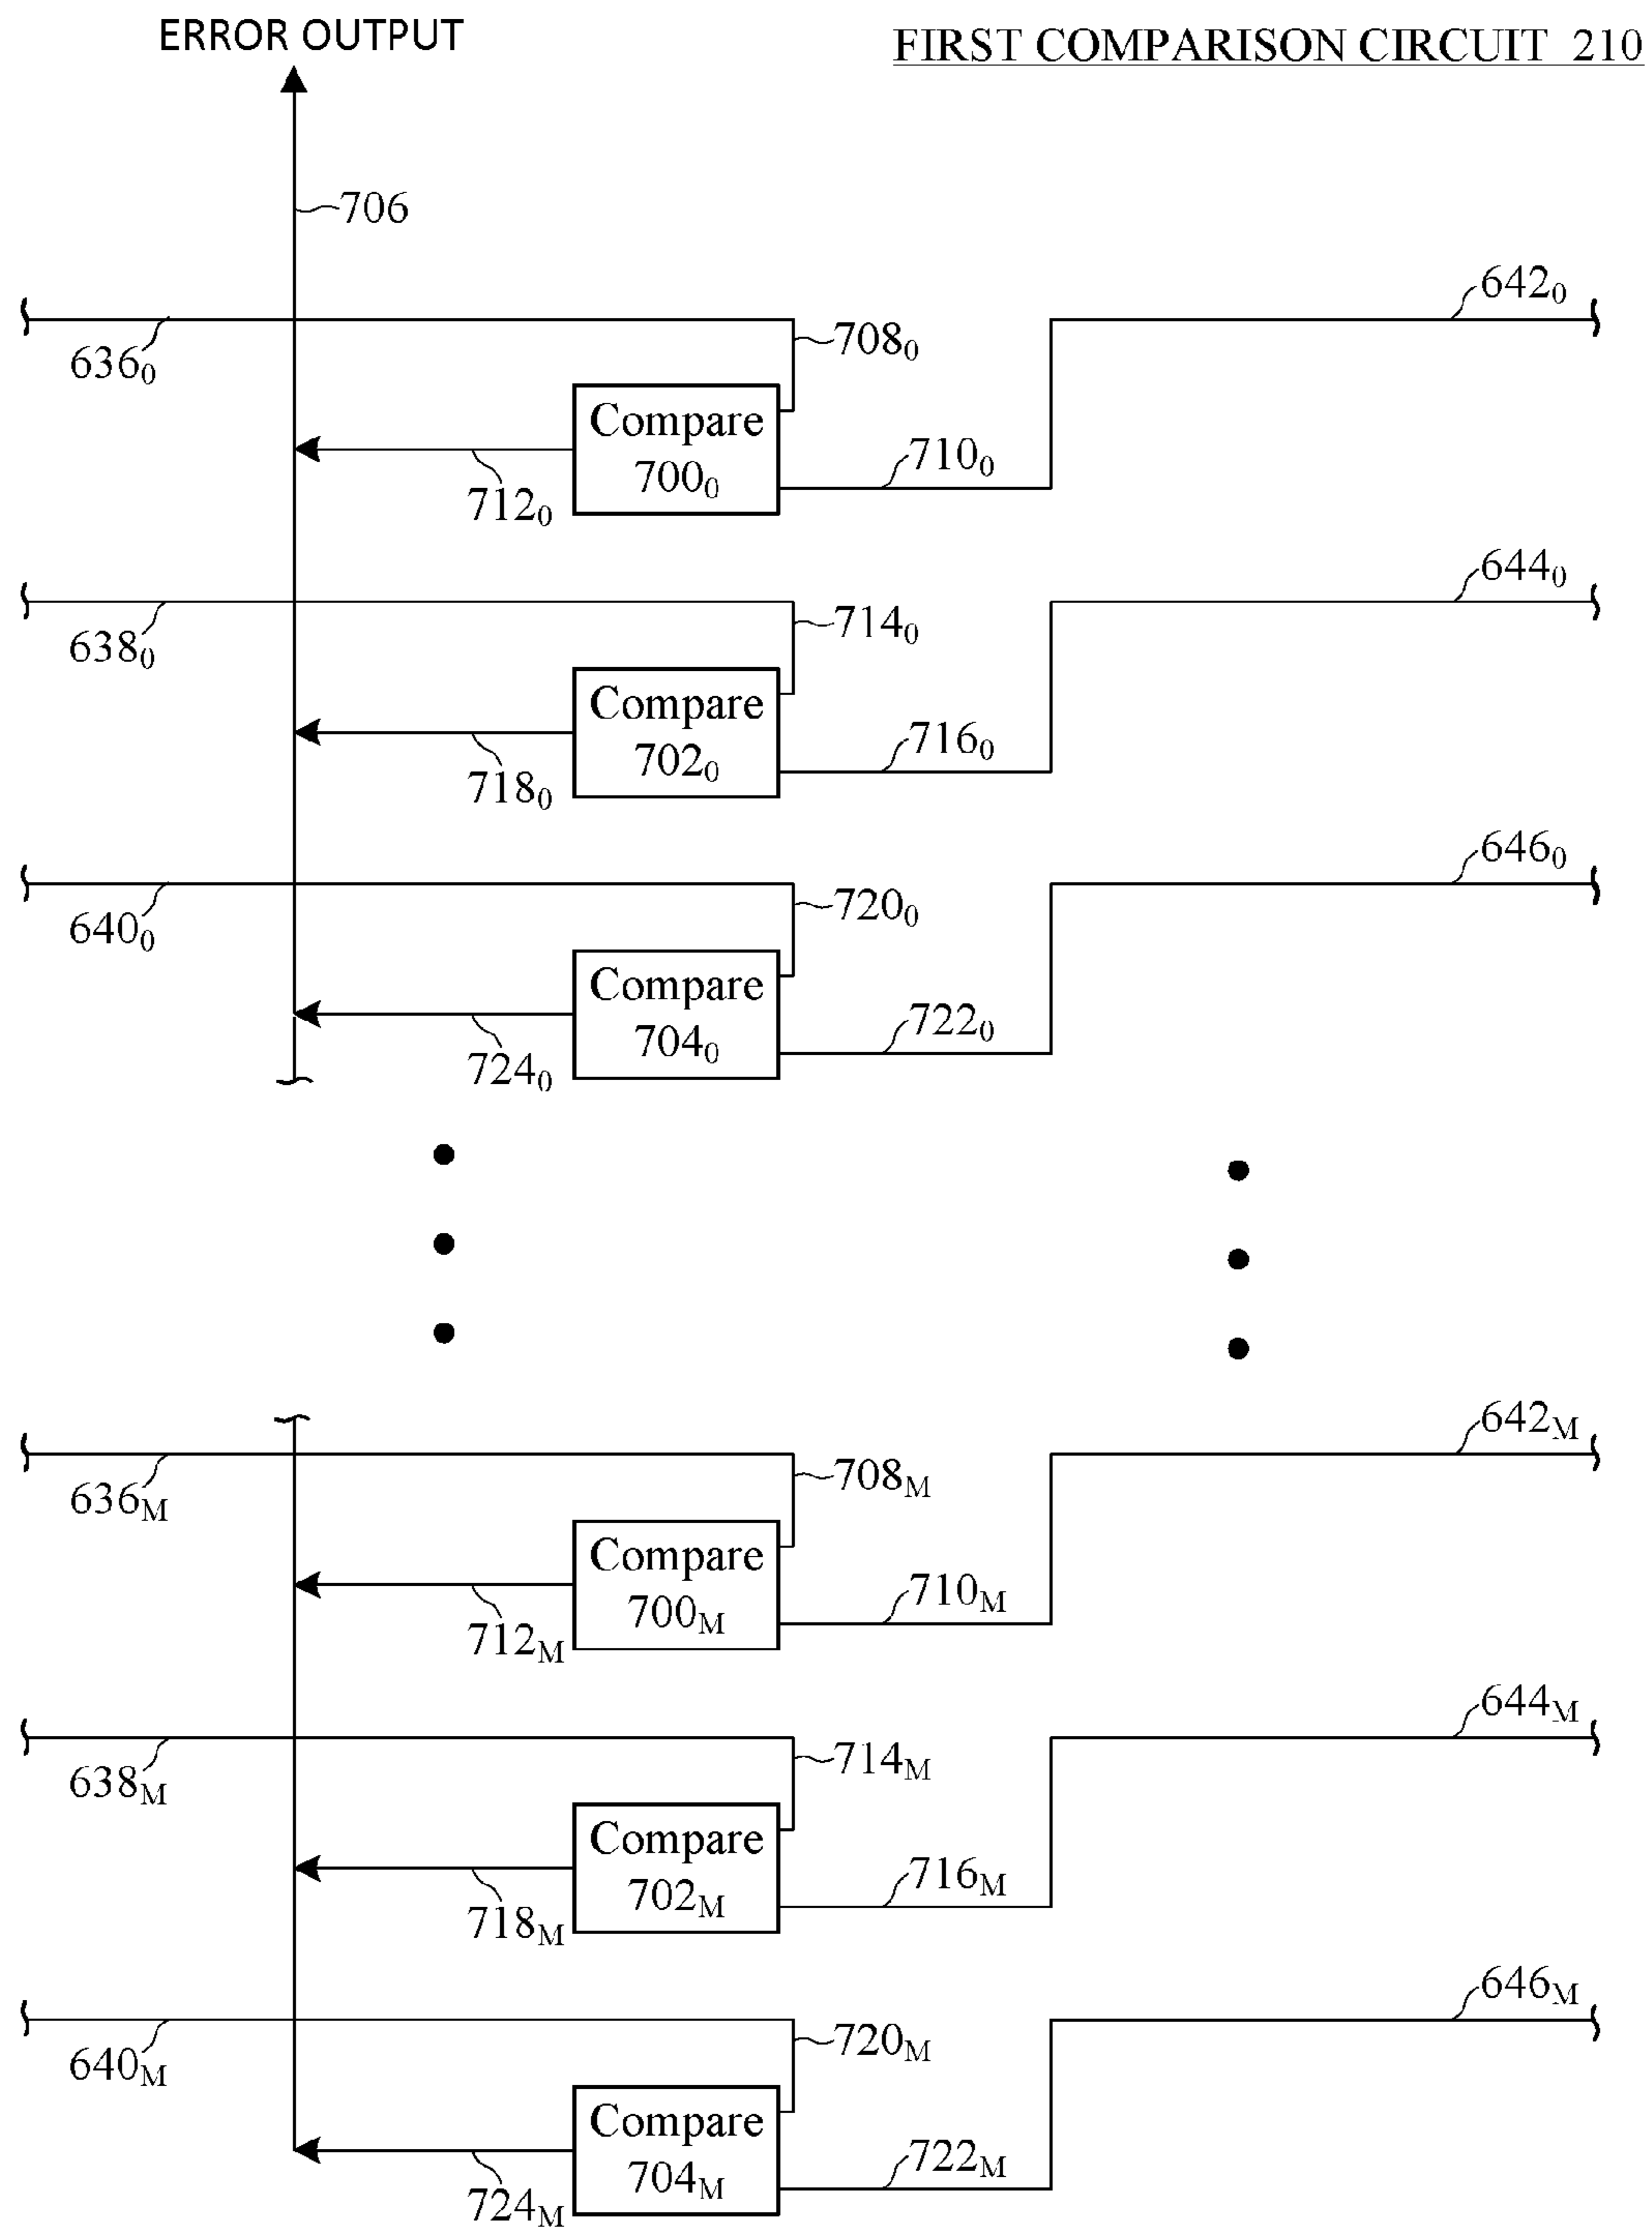 ERROR OUTPUT
FIRST COMPARISON CIRCUIT 210
706
642₀
636₀
708₀
Compare
700₀
710₀
712₀
644₀
638₀
714₀
Compare
702₀
716₀
718₀
646₀
640₀
720₀
Compare
704₀
722₀
724₀
642M
636M
708M
Compare
700M
710M
712M
644M
638M
714M
Compare
702M
716M
718M
646M
640M
720M
Compare
704M
722M
724M